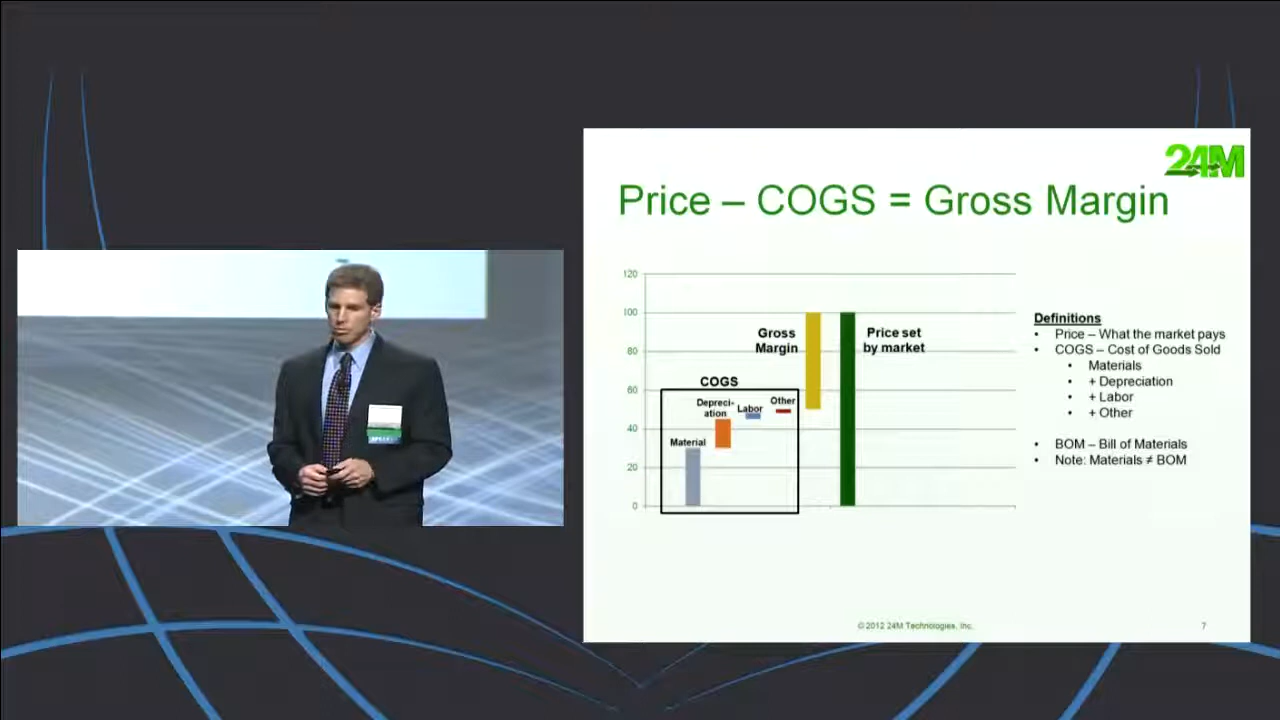 24M
Price – COGS = Gross Margin
120
100
80
60
40
20
0
COGS
Material
Depreci-
ation
Labor
Other
Gross
Margin
Price set
by market
Definitions
• Price – What the market pays
• COGS – Cost of Goods Sold
• Materials
• + Depreciation
• + Labor
• + Other
• BOM – Bill of Materials
• Note: Materials ≠ BOM
© 2012 24M Technologies, Inc.
7